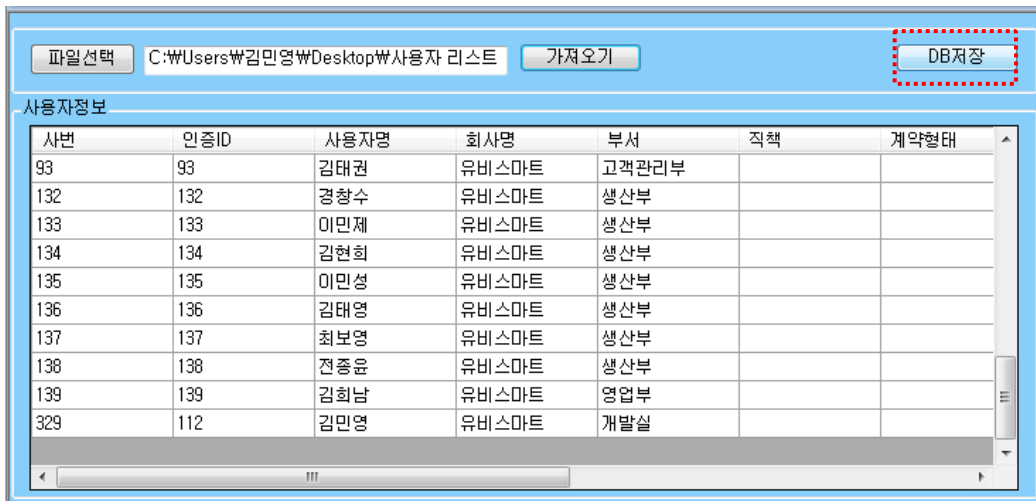 파일선택 C:₩Users₩김민영₩Desktop₩사용자 리스트 가져오기 DB저장
사용자정보
사번 인증ID 사용자명 회사명 부서 직책 계약형태
93 93 김태권 유비스마트 고객관리부
132 132 경창수 유비스마트 생산부
133 133 이민제 유비스마트 생산부
134 134 김현희 유비스마트 생산부
135 135 이민성 유비스마트 생산부
136 136 김태영 유비스마트 생산부
137 137 최보영 유비스마트 생산부
138 138 전종윤 유비스마트 생산부
139 139 김희남 유비스마트 영업부
329 112 김민영 유비스마트 개발실